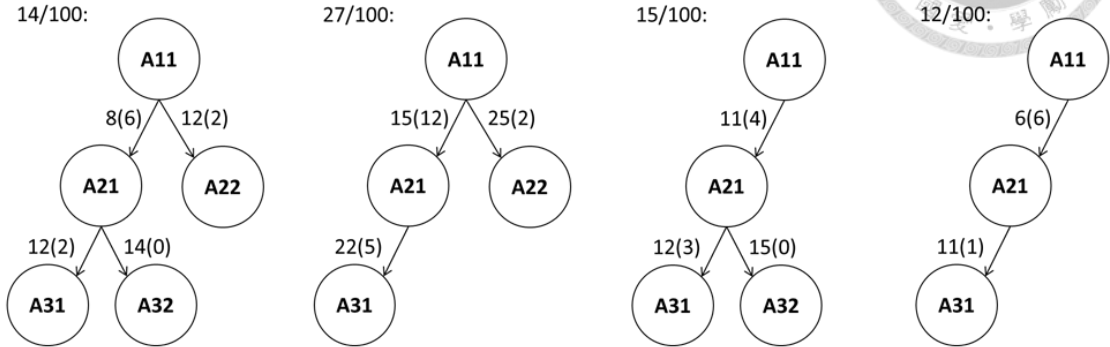 14/100: 27/100: 15/100: 12/100:
A11 A11 A11 A11
8(6) 12(2) 15(12) 25(2) 11(4) 6(6)
A21 A22 A21 A22 A21 A21
12(2) 14(0) 22(5) 12(3) 15(0) 11(1)
A31 A32 A31 A31 A32 A31